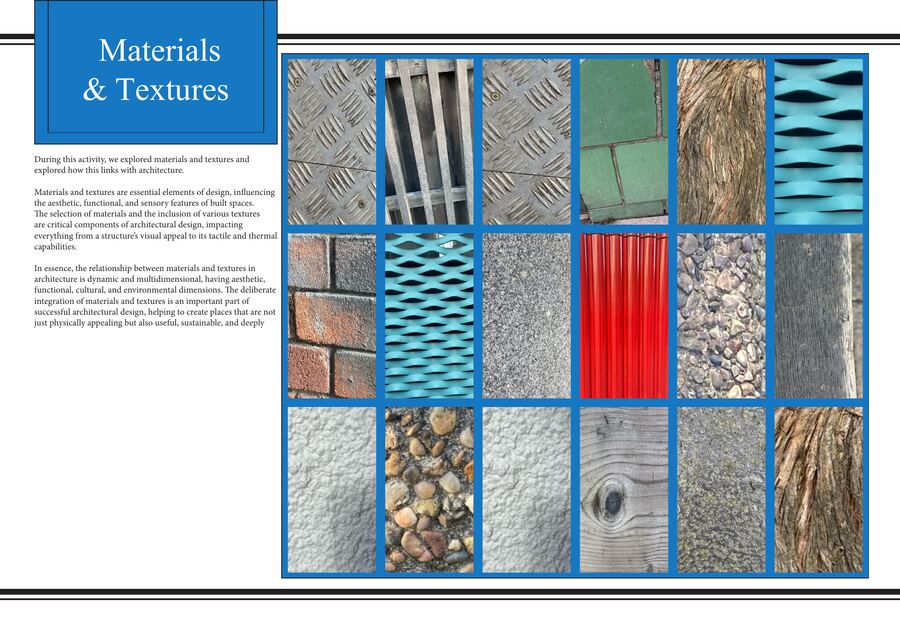 Materials
& Textures
During this activity, we explored materials and textures and
explored how this links with architecture.
Materials and textures are essential elements of design, influencing
the aesthetic, functional, and sensory features of built spaces.
The selection of materials and the inclusion of various textures
are critical components of architectural design, impacting
everything from a structure's visual appeal to its tactile and thermal
capabilities.
In essence, the relationship between materials and textures in
architecture is dynamic and multidimensional, having aesthetic,
functional, cultural, and environmental dimensions. The deliberate
integration of materials and textures is an important part of
successful architectural design, helping to create places that are not
just physically appealing but also useful, sustainable, and deeply